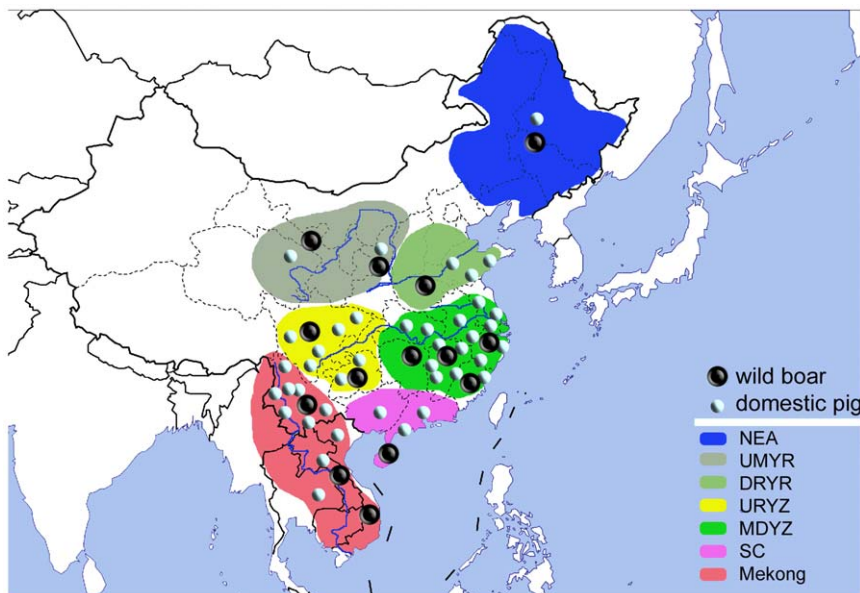 wild boar
domestic pig
NEA
UMYR
DRYR
URYZ
MDYZ
SC
Mekong